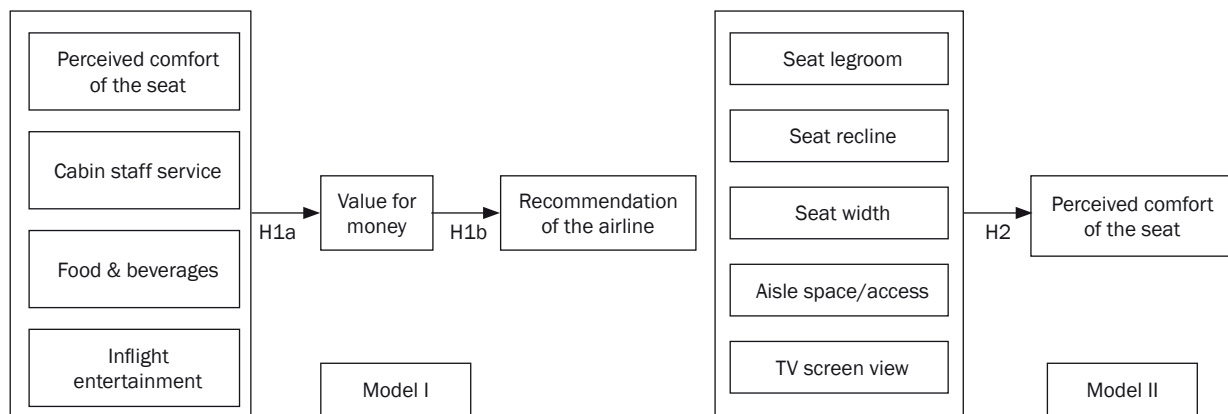 Perceived comfort
of the seat
Cabin staff service
Food & beverages
Inflight
entertainment
H1a
Value for
money
H1b
Recommendation
of the airline
Model I
Seat legroom
Seat recline
Seat width
Aisle space/access
TV screen view
H2
Perceived comfort
of the seat
Model II